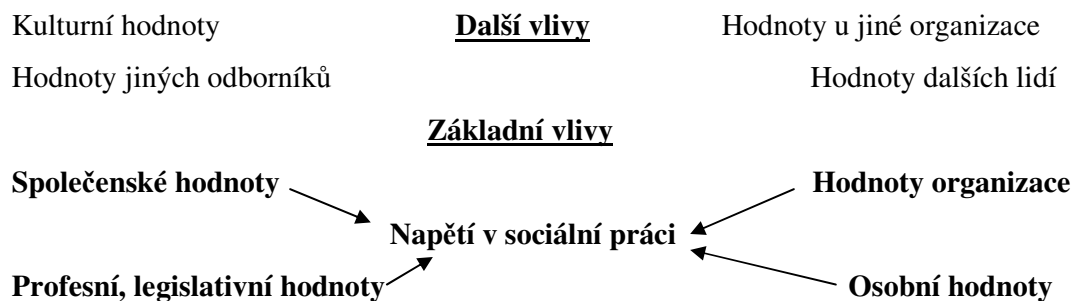 Kulturní hodnoty Další vlivy Hodnoty u jiné organizace
Hodnoty jiných odborníků Hodnoty dalších lidí
Základní vlivy
Společenské hodnoty Hodnoty organizace
Napětí v sociální práci
Profesní, legislativní hodnoty Osobní hodnoty